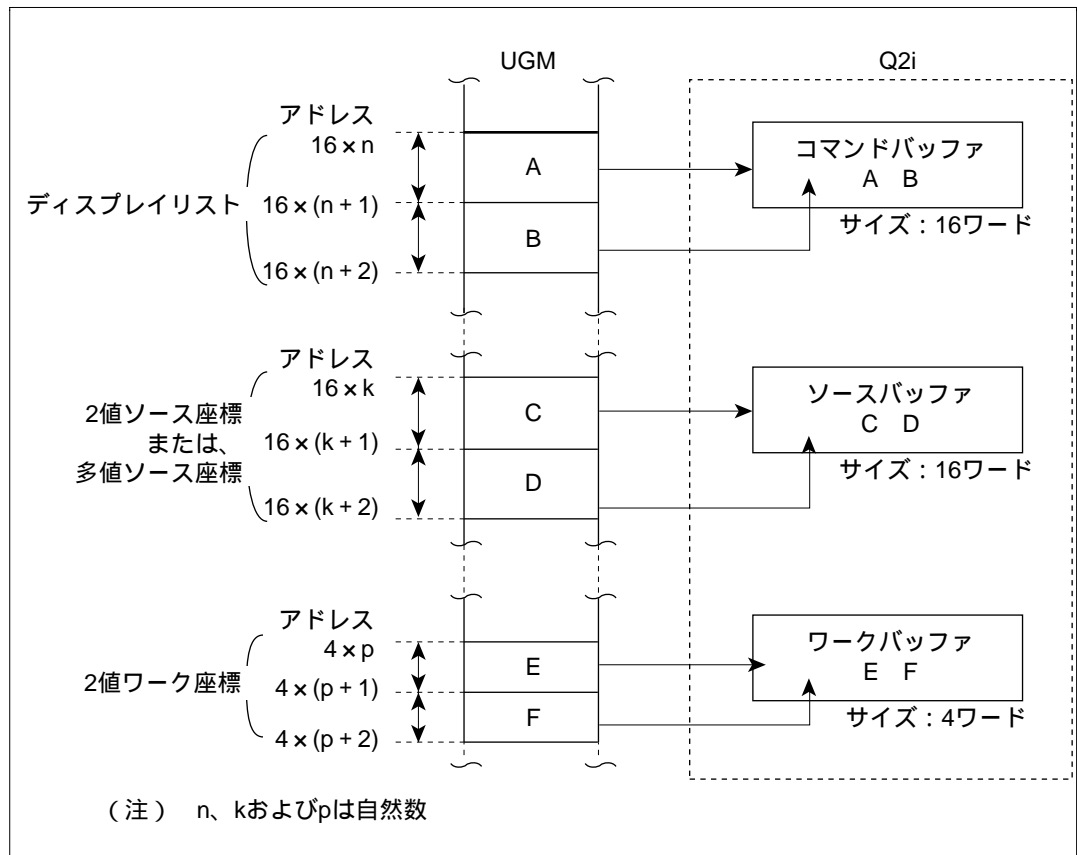 UGM
Q2i
アドレス
16×n
16×(n+1)
16×(n+2)
ディスプレイリスト
A
B
コマンドバッファ
A B
サイズ:16ワード
アドレス
16×k
16×(k+1)
16×(k+2)
2値ソース座標
または、
多値ソース座標
C
D
ソースバッファ
C D
サイズ:16ワード
アドレス
4×p
4×(p+1)
4×(p+2)
2値ワーク座標
E
F
ワークバッファ
E F
サイズ:4ワード
(注) n、kおよびpは自然数